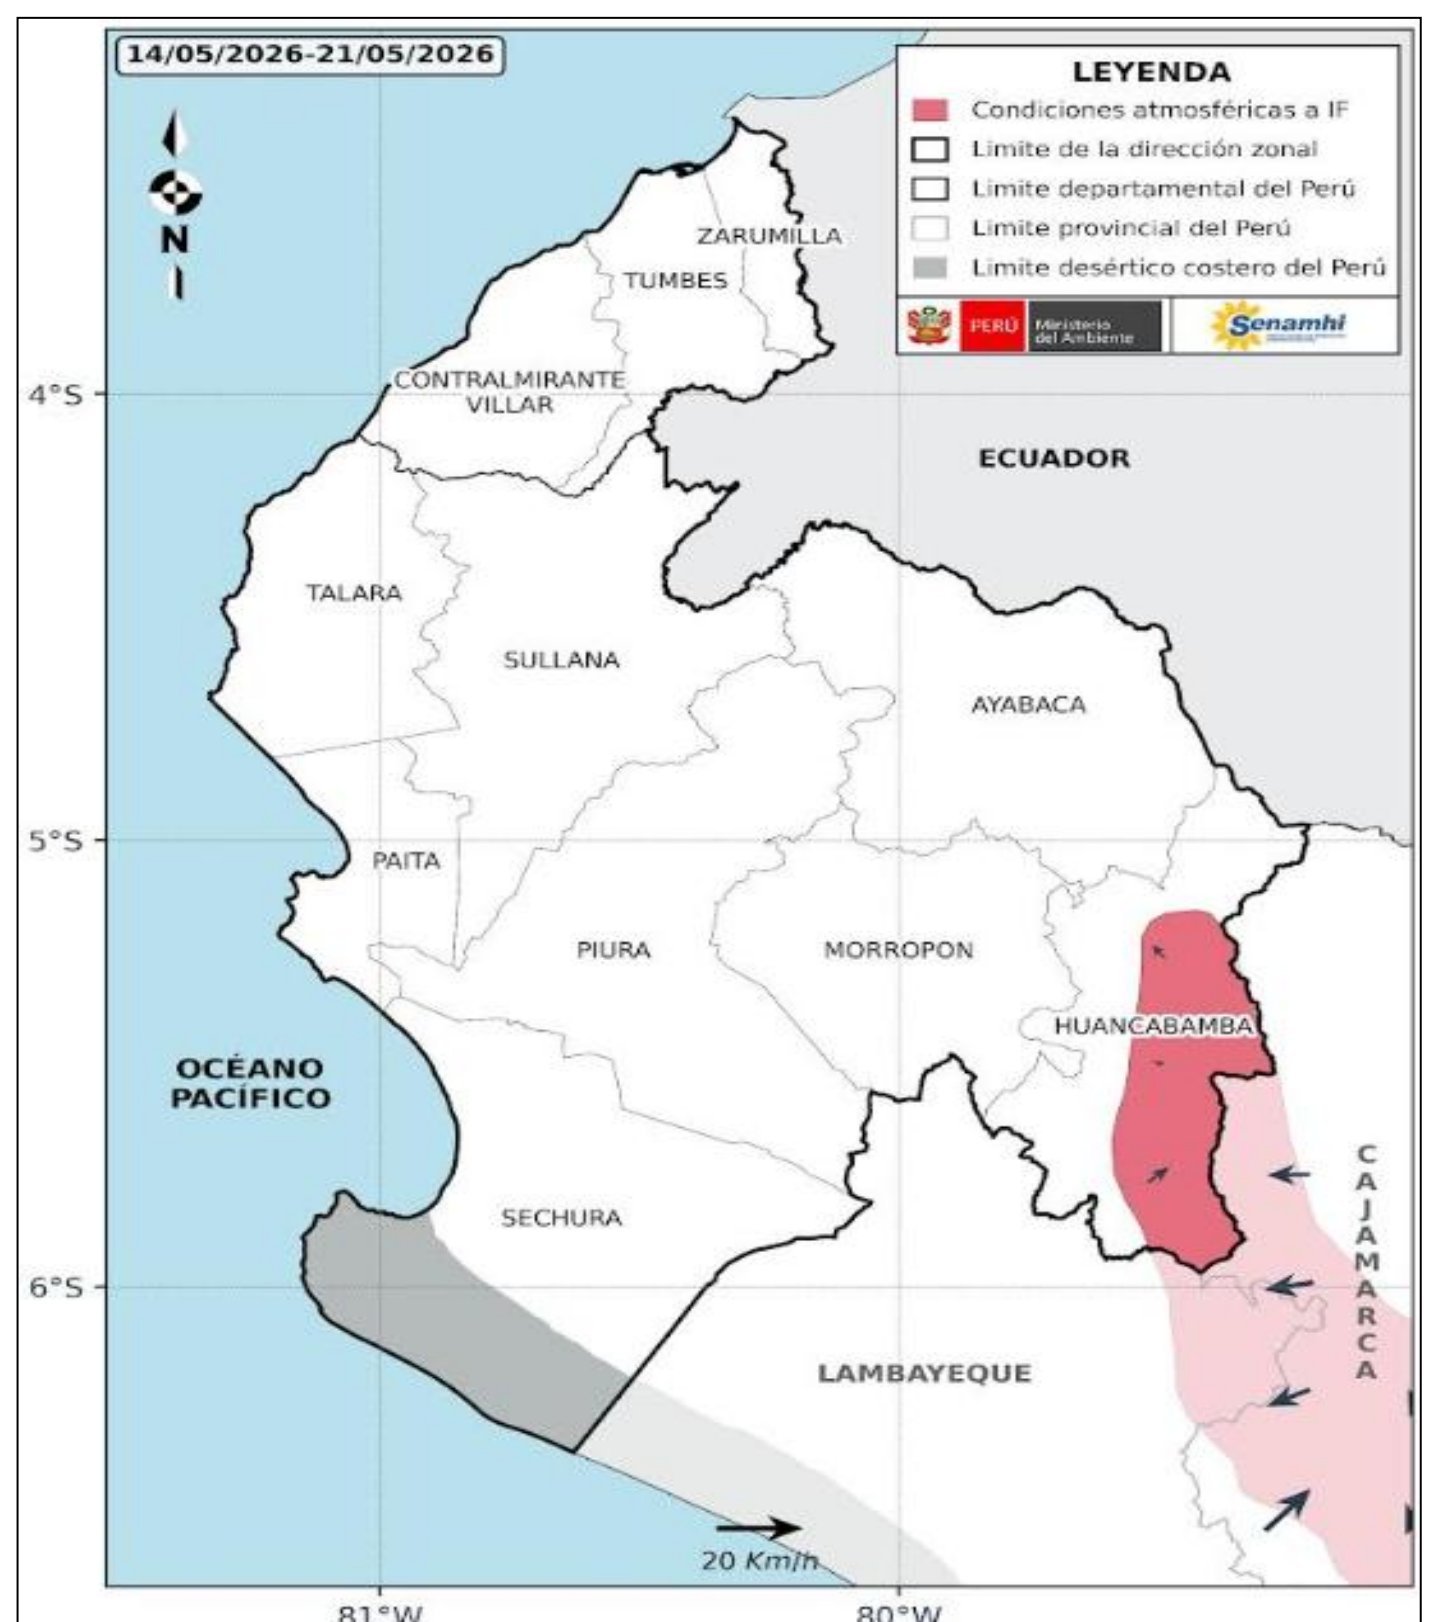 14/05/2026-21/05/2026
LEYENDA
Condiciones atmosféricas a IF
Limite de la dirección zonal
Limite departamental del Perú
Limite provincial del Perú
Limite desértico costero del Perú
PERÚ
Ministerio
del Ambiente
Senamhi
N
ZARUMILLA
TUMBES
CONTRALMIRANTE
VILLAR
4°S
ECUADOR
TALARA
SULLANA
AYABACA
5°S
PAITA
PIURA
MORROPON
HUANCABAMBA
OCÉANO
PACÍFICO
CAJAMARCA
SECHURA
6°S
LAMBAYEQUE
20 Km/h
81°W
80°W